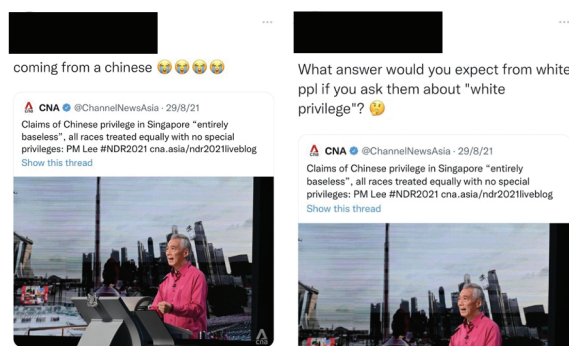 coming from a chinese 😭😭😭😭
CNA @ChannelNewsAsia · 29/8/21
Claims of Chinese privilege in Singapore “entirely
baseless”, all races treated equally with no special
privileges: PM Lee #NDR2021 cna.asia/ndr2021liveblog
Show this thread
CNA
What answer would you expect from white
ppl if you ask them about "white
privilege"? 🤔
CNA @ChannelNewsAsia · 29/8/21
Claims of Chinese privilege in Singapore “entirely
baseless”, all races treated equally with no special
privileges: PM Lee #NDR2021 cna.asia/ndr2021liveblog
Show this thread